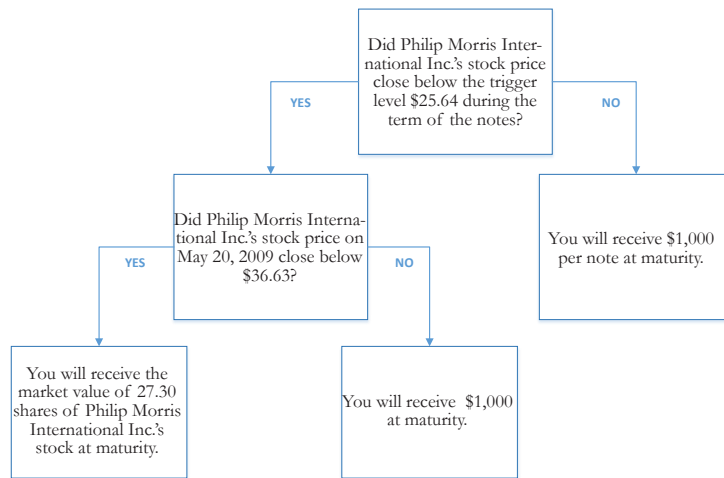 Did Philip Morris Inter-
national Inc.'s stock price
close below the trigger
level $25.64 during the
term of the notes?
YES
NO
Did Philip Morris Interna-
tional Inc.'s stock price on
May 20, 2009 close below
$36.63?
You will receive $1,000
per note at maturity.
YES
NO
You will receive the
market value of 27.30
shares of Philip Morris
International Inc.'s
stock at maturity.
You will receive $1,000
at maturity.